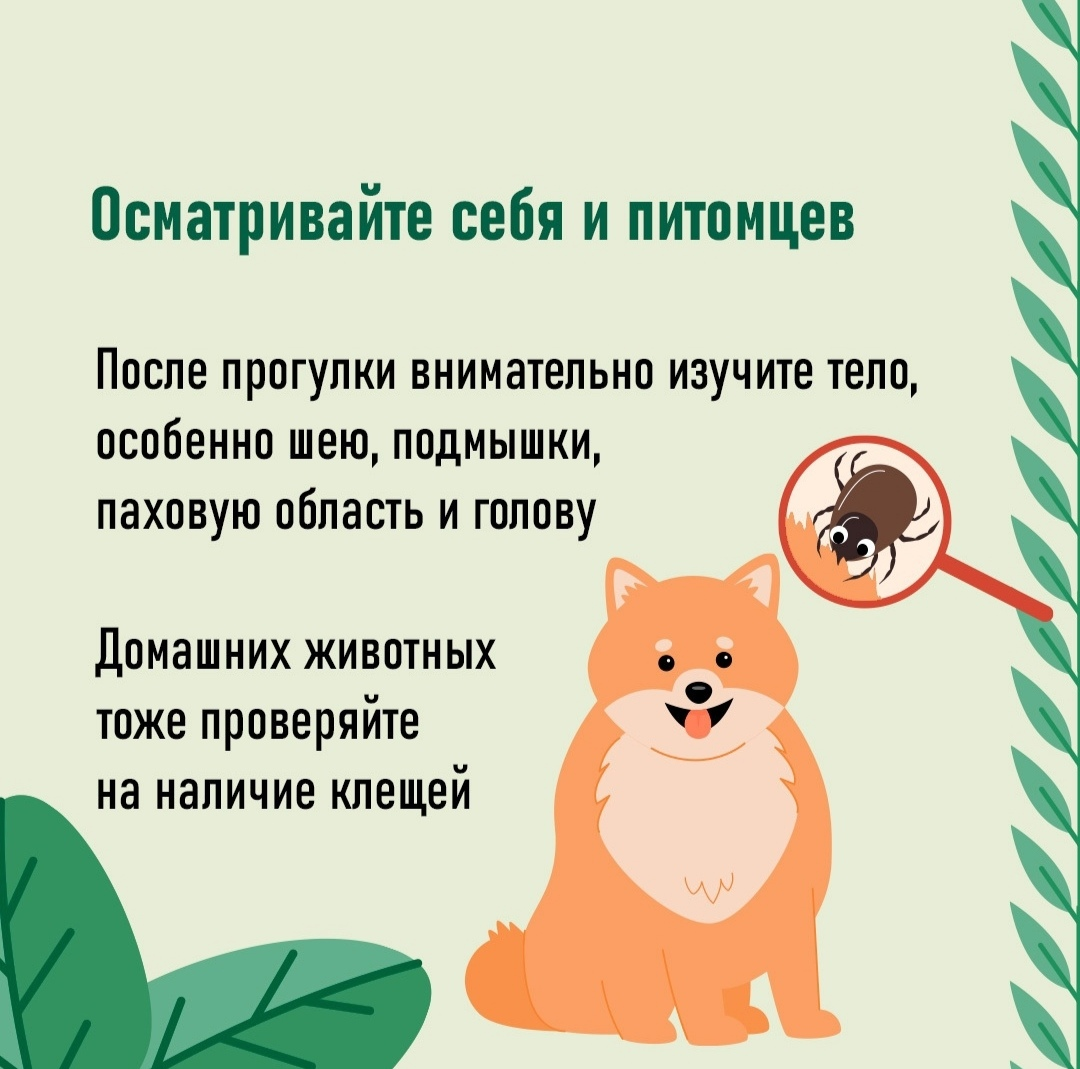 Осматривайте себя и питомцев
После прогулки внимательно изучите тело,
особенно шею, подмышки,
паховую область и голову
Домашних животных
тоже проверяйте
на наличие клещей